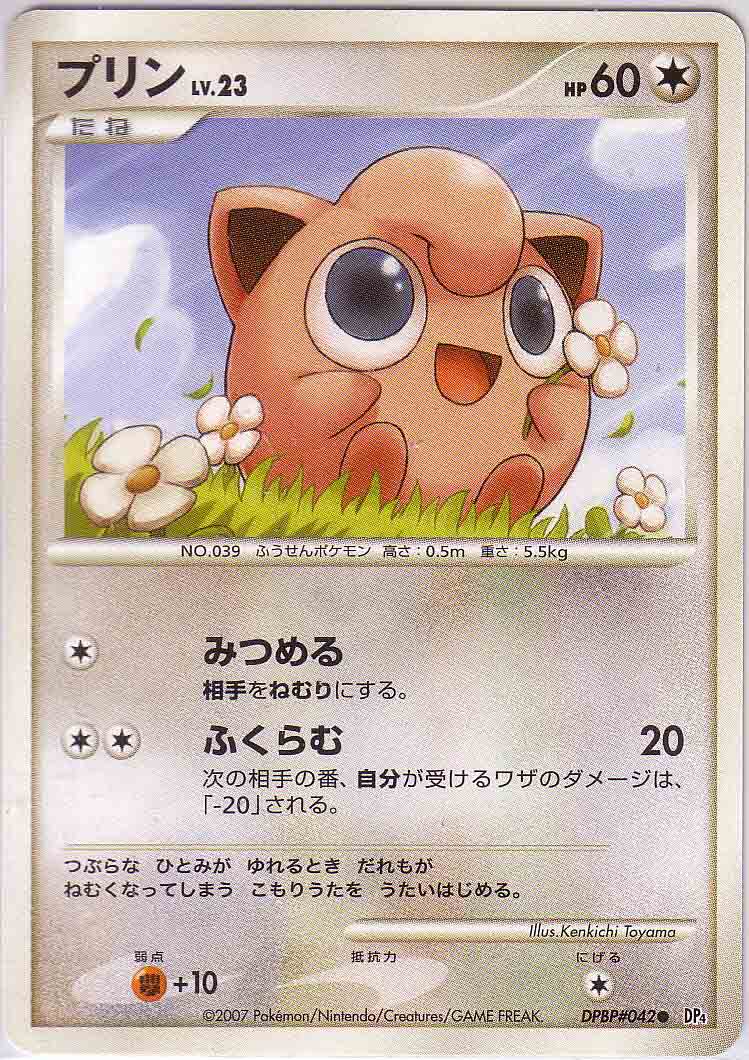 プリン LV.23 HP 60
たね
NO.039 ふうせんポケモン 高さ:0.5m 重さ:5.5kg
みつめる
相手をねむりにする。
ふくらむ 20
次の相手の番、自分が受けるワザのダメージは、
「-20」される。
つぶらな ひとみが ゆれるとき だれもが
ねむくなってしまう こもりうたを うたいはじめる。
Illus.Kenkichi Toyama
弱点 抵抗力 にげる
+10
©2007 Pokémon/Nintendo/Creatures/GAME FREAK. DPBP#042● DP4